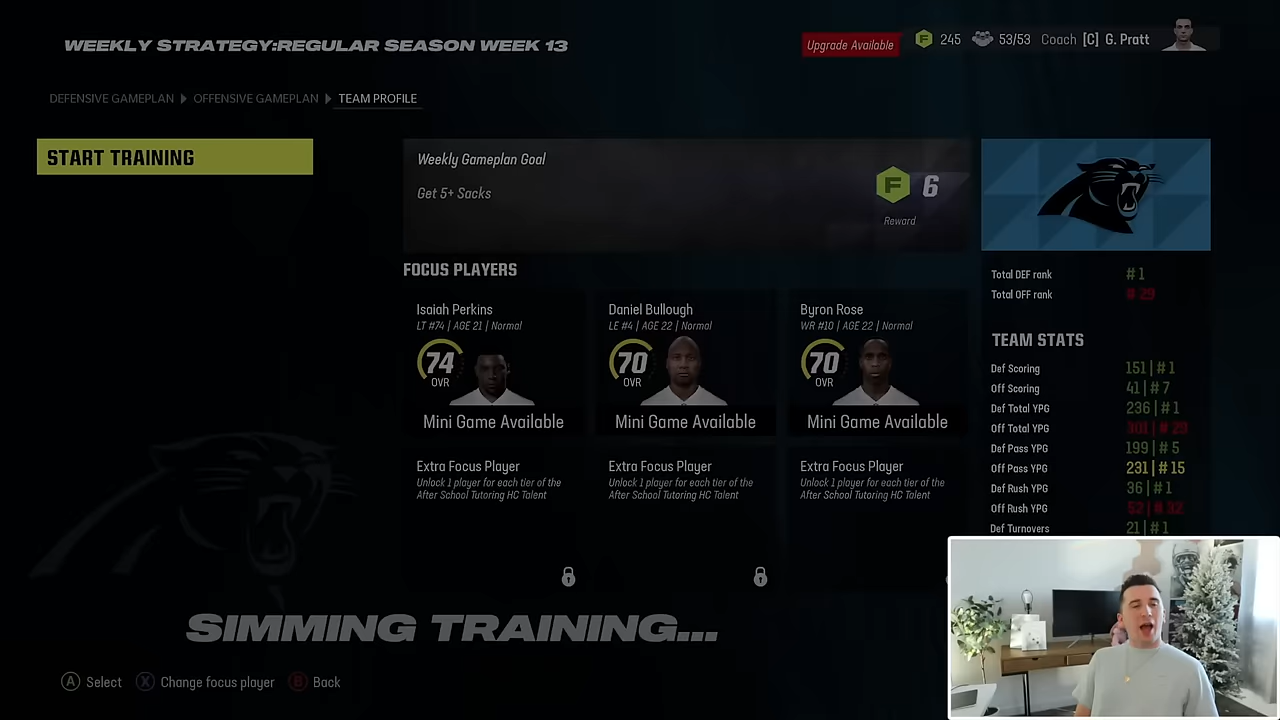 WEEKLY STRATEGY:REGULAR SEASON WEEK 13
Upgrade Available
F 245
53/53
Coach [C] G. Pratt
DEFENSIVE GAMEPLAN
OFFENSIVE GAMEPLAN
TEAM PROFILE
START TRAINING
Weekly Gameplan Goal
Get 5+ Sacks
F 6
Reward
FOCUS PLAYERS
Isaiah Perkins
LT #74 | AGE 21 | Normal
74
OVR
Mini Game Available
Daniel Bullough
LE #4 | AGE 22 | Normal
70
OVR
Mini Game Available
Byron Rose
WR #10 | AGE 22 | Normal
70
OVR
Mini Game Available
Extra Focus Player
Unlock 1 player for each tier of the
After School Tutoring HC Talent
Extra Focus Player
Unlock 1 player for each tier of the
After School Tutoring HC Talent
Extra Focus Player
Unlock 1 player for each tier of the
After School Tutoring HC Talent
Total DEF rank # 1
Total OFF rank # 29
TEAM STATS
Def Scoring 151 | # 1
Off Scoring 41 | # 7
Def Total YPG 236 | # 1
Off Total YPG 301 | # 29
Def Pass YPG 199 | # 5
Off Pass YPG 231 | # 15
Def Rush YPG 36 | # 1
Off Rush YPG 52 | # 32
Def Turnovers 21 | # 1
SIMMING TRAINING...
A Select
X Change focus player
B Back